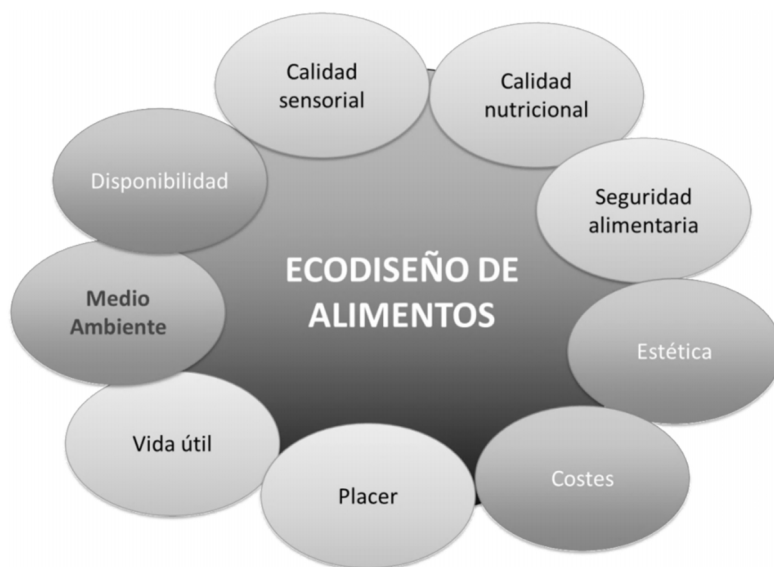 Calidad
sensorial
Calidad
nutricional
Disponibilidad
Seguridad
alimentaria
ECODISEÑO DE
ALIMENTOS
Medio
Ambiente
Estética
Vida útil
Placer
Costes